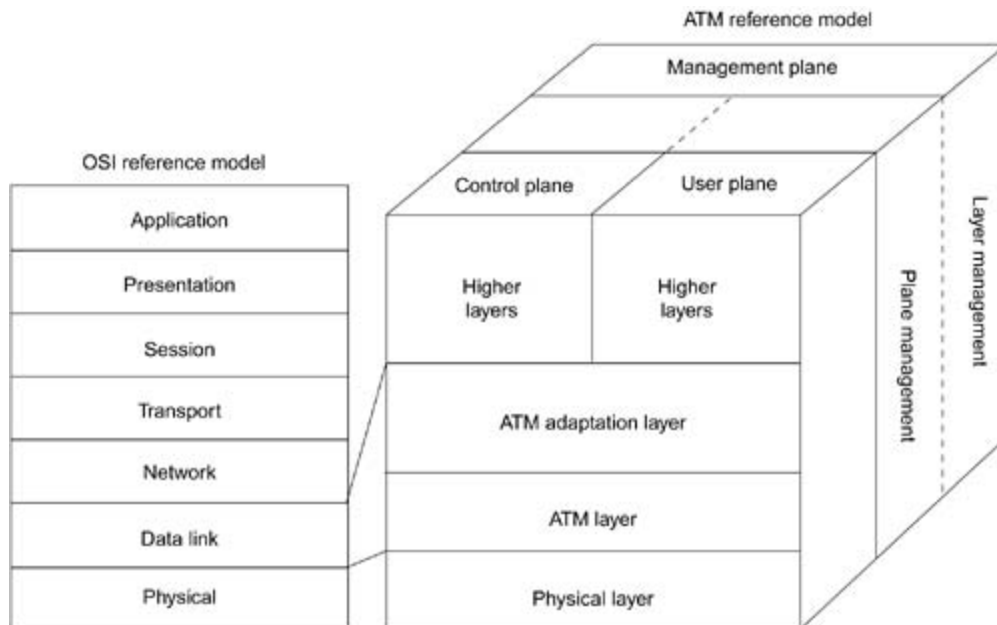 ATM reference model
Management plane
OSI reference model
Control plane
User plane
Application
Presentation
Session
Transport
Network
Data link
Physical
Higher
layers
Higher
layers
ATM adaptation layer
ATM layer
Physical layer
Plane management
Layer management